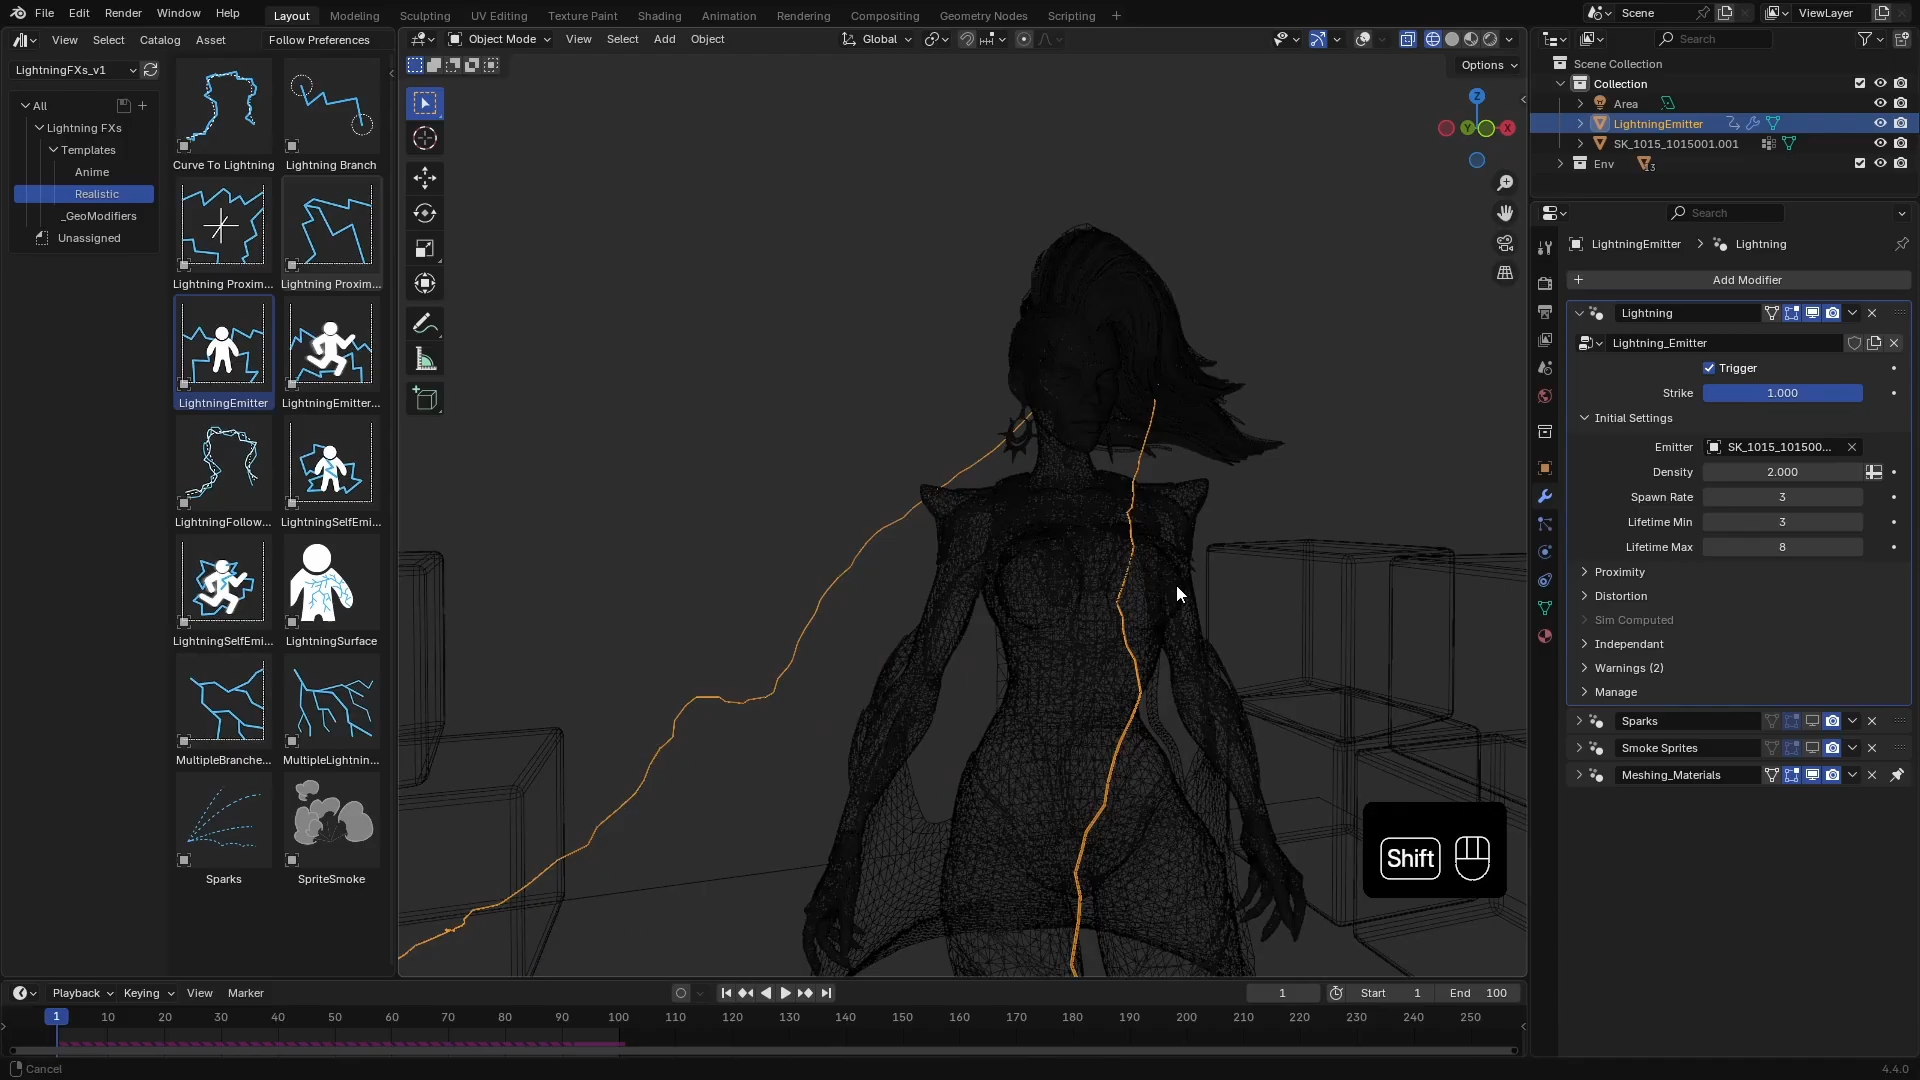 File Edit Render Window Help
Layout Modeling Sculpting UV Editing Texture Paint Shading Animation Rendering Compositing Geometry Nodes Scripting +
Scene ViewLayer
View Select Catalog Asset Follow Preferences
Object Mode View Select Add Object
Global
Search
LightningFXs_v1
Options
All
Lightning FXs
Templates
Anime
Realistic
_GeoModifiers
Unassigned
Curve To Lightning Lightning Branch
Lightning Proxim... Lightning Proxim...
LightningEmitter LightningEmitter...
LightningFollow... LightningSelfEmi...
LightningSelfEmi... LightningSurface
MultipleBranche... MultipleLightnin...
Sparks SpriteSmoke
Z
Y
X
Shift
Scene Collection
Collection
Area
LightningEmitter
SK_1015_1015001.001
Env 13
Search
LightningEmitter > Lightning
+ Add Modifier
Lightning
Lightning_Emitter
Trigger
Strike 1.000
Initial Settings
Emitter SK_1015_101500...
Density 2.000
Spawn Rate 3
Lifetime Min 3
Lifetime Max 8
Proximity
Distortion
Sim Computed
Independant
Warnings (2)
Manage
Sparks
Smoke Sprites
Meshing_Materials
Playback Keying View Marker
1 Start 1 End 100
1 10 20 30 40 50 60 70 80 90 100 110 120 130 140 150 160 170 180 190 200 210 220 230 240 250
Cancel
4.4.0